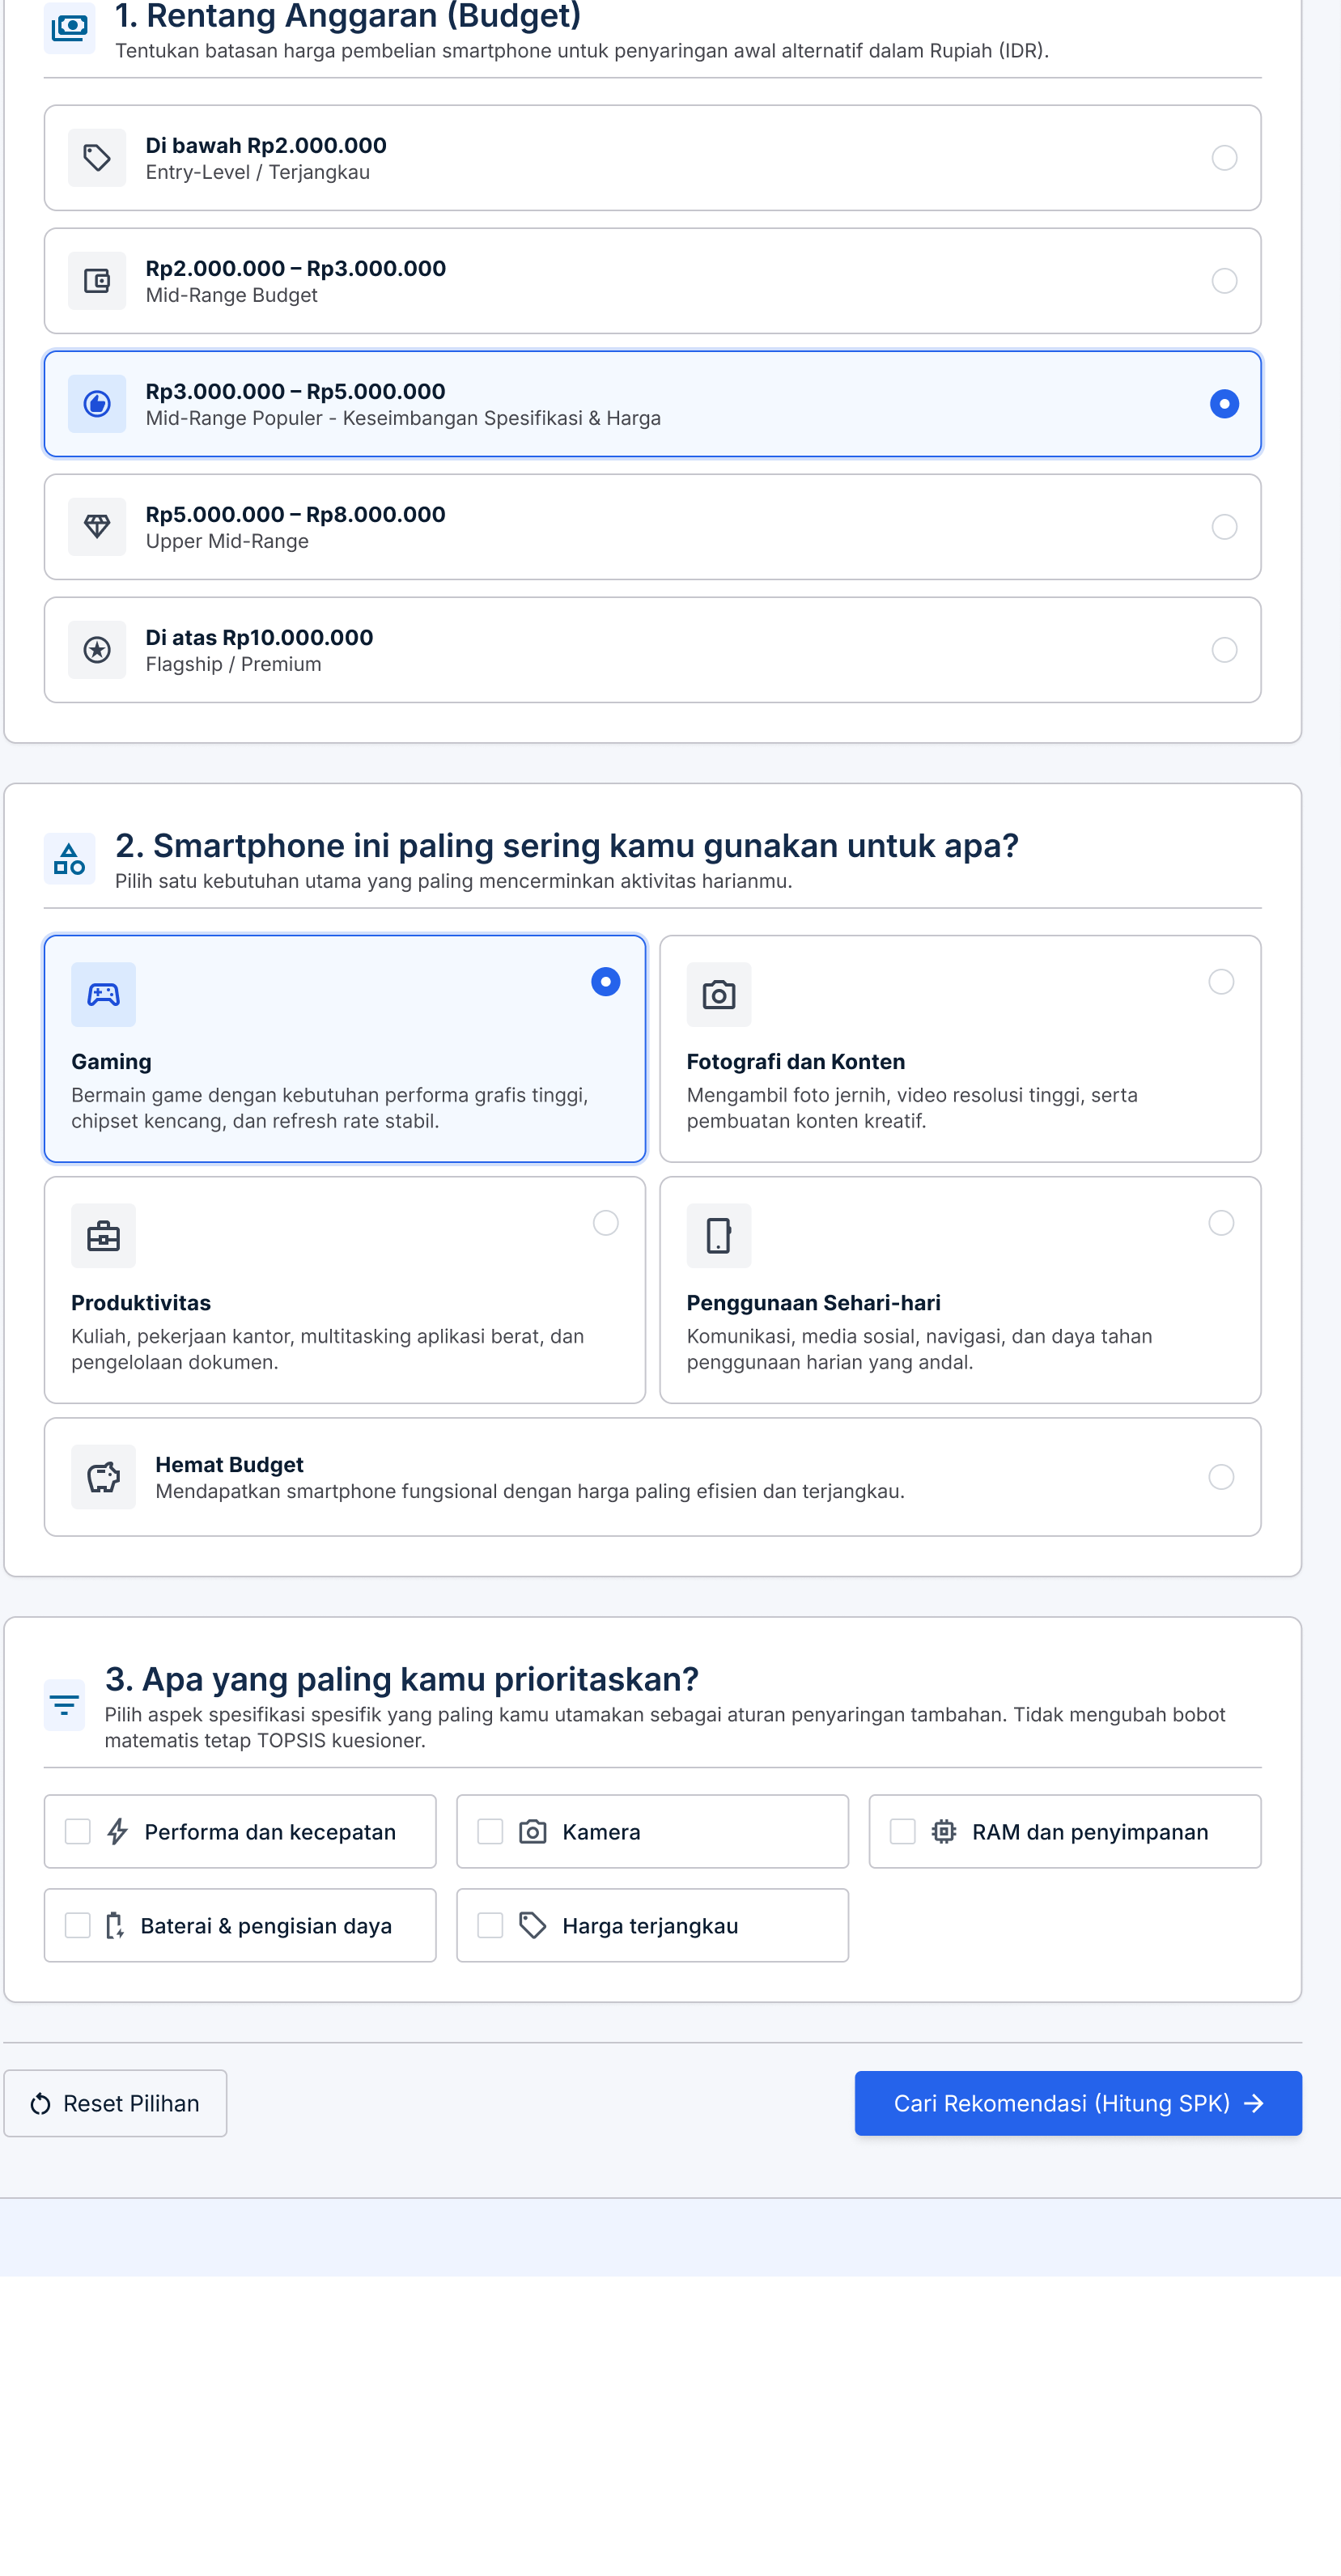 1. Rentang Anggaran (Budget)
Tentukan batasan harga pembelian smartphone untuk penyaringan awal alternatif dalam Rupiah (IDR).
Di bawah Rp2.000.000
Entry-Level / Terjangkau
Rp2.000.000 – Rp3.000.000
Mid-Range Budget
Rp3.000.000 – Rp5.000.000
Mid-Range Populer - Keseimbangan Spesifikasi & Harga
Rp5.000.000 – Rp8.000.000
Upper Mid-Range
Di atas Rp10.000.000
Flagship / Premium
2. Smartphone ini paling sering kamu gunakan untuk apa?
Pilih satu kebutuhan utama yang paling mencerminkan aktivitas harianmu.
Gaming
Bermain game dengan kebutuhan performa grafis tinggi,
chipset kencang, dan refresh rate stabil.
Fotografi dan Konten
Mengambil foto jernih, video resolusi tinggi, serta
pembuatan konten kreatif.
Produktivitas
Kuliah, pekerjaan kantor, multitasking aplikasi berat, dan
pengelolaan dokumen.
Penggunaan Sehari-hari
Komunikasi, media sosial, navigasi, dan daya tahan
penggunaan harian yang andal.
Hemat Budget
Mendapatkan smartphone fungsional dengan harga paling efisien dan terjangkau.
3. Apa yang paling kamu prioritaskan?
Pilih aspek spesifikasi spesifik yang paling kamu utamakan sebagai aturan penyaringan tambahan. Tidak mengubah bobot
matematis tetap TOPSIS kuesioner.
Performa dan kecepatan
Kamera
RAM dan penyimpanan
Baterai & pengisian daya
Harga terjangkau
Reset Pilihan
Cari Rekomendasi (Hitung SPK)